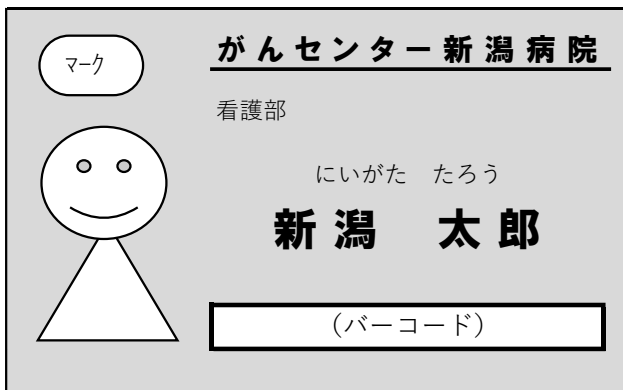 マーク
がんセンター新潟病院
看護部
にいがた　たろう
新潟　太郎
（バーコード）